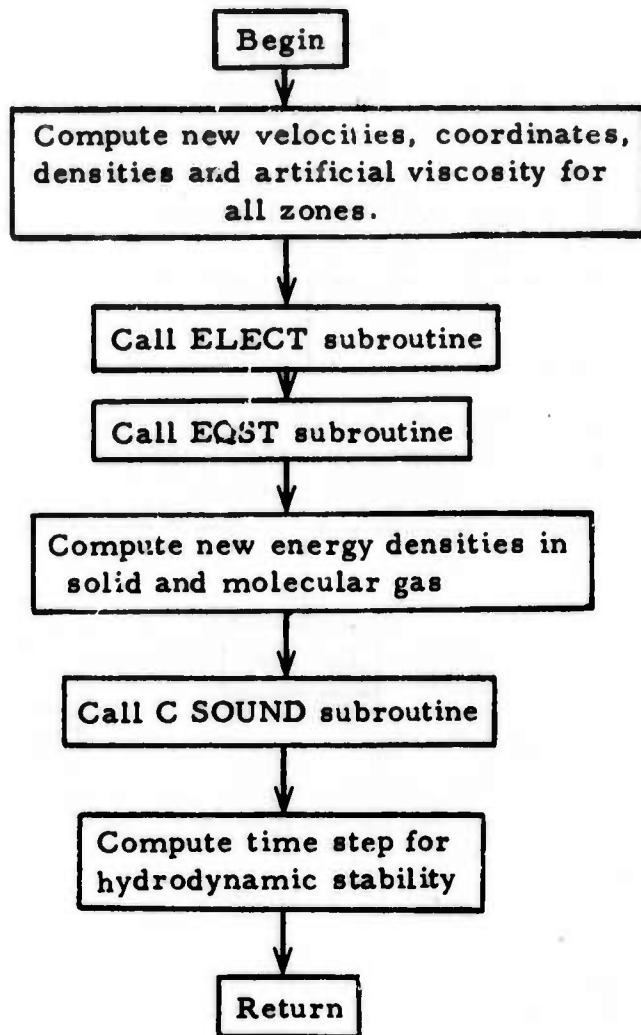 Begin
Compute new velocities, coordinates,
densities and artificial viscosity for
all zones.
Call ELECT subroutine
Call EQST subroutine
Compute new energy densities in
solid and molecular gas
Call C SOUND subroutine
Compute time step for
hydrodynamic stability
Return